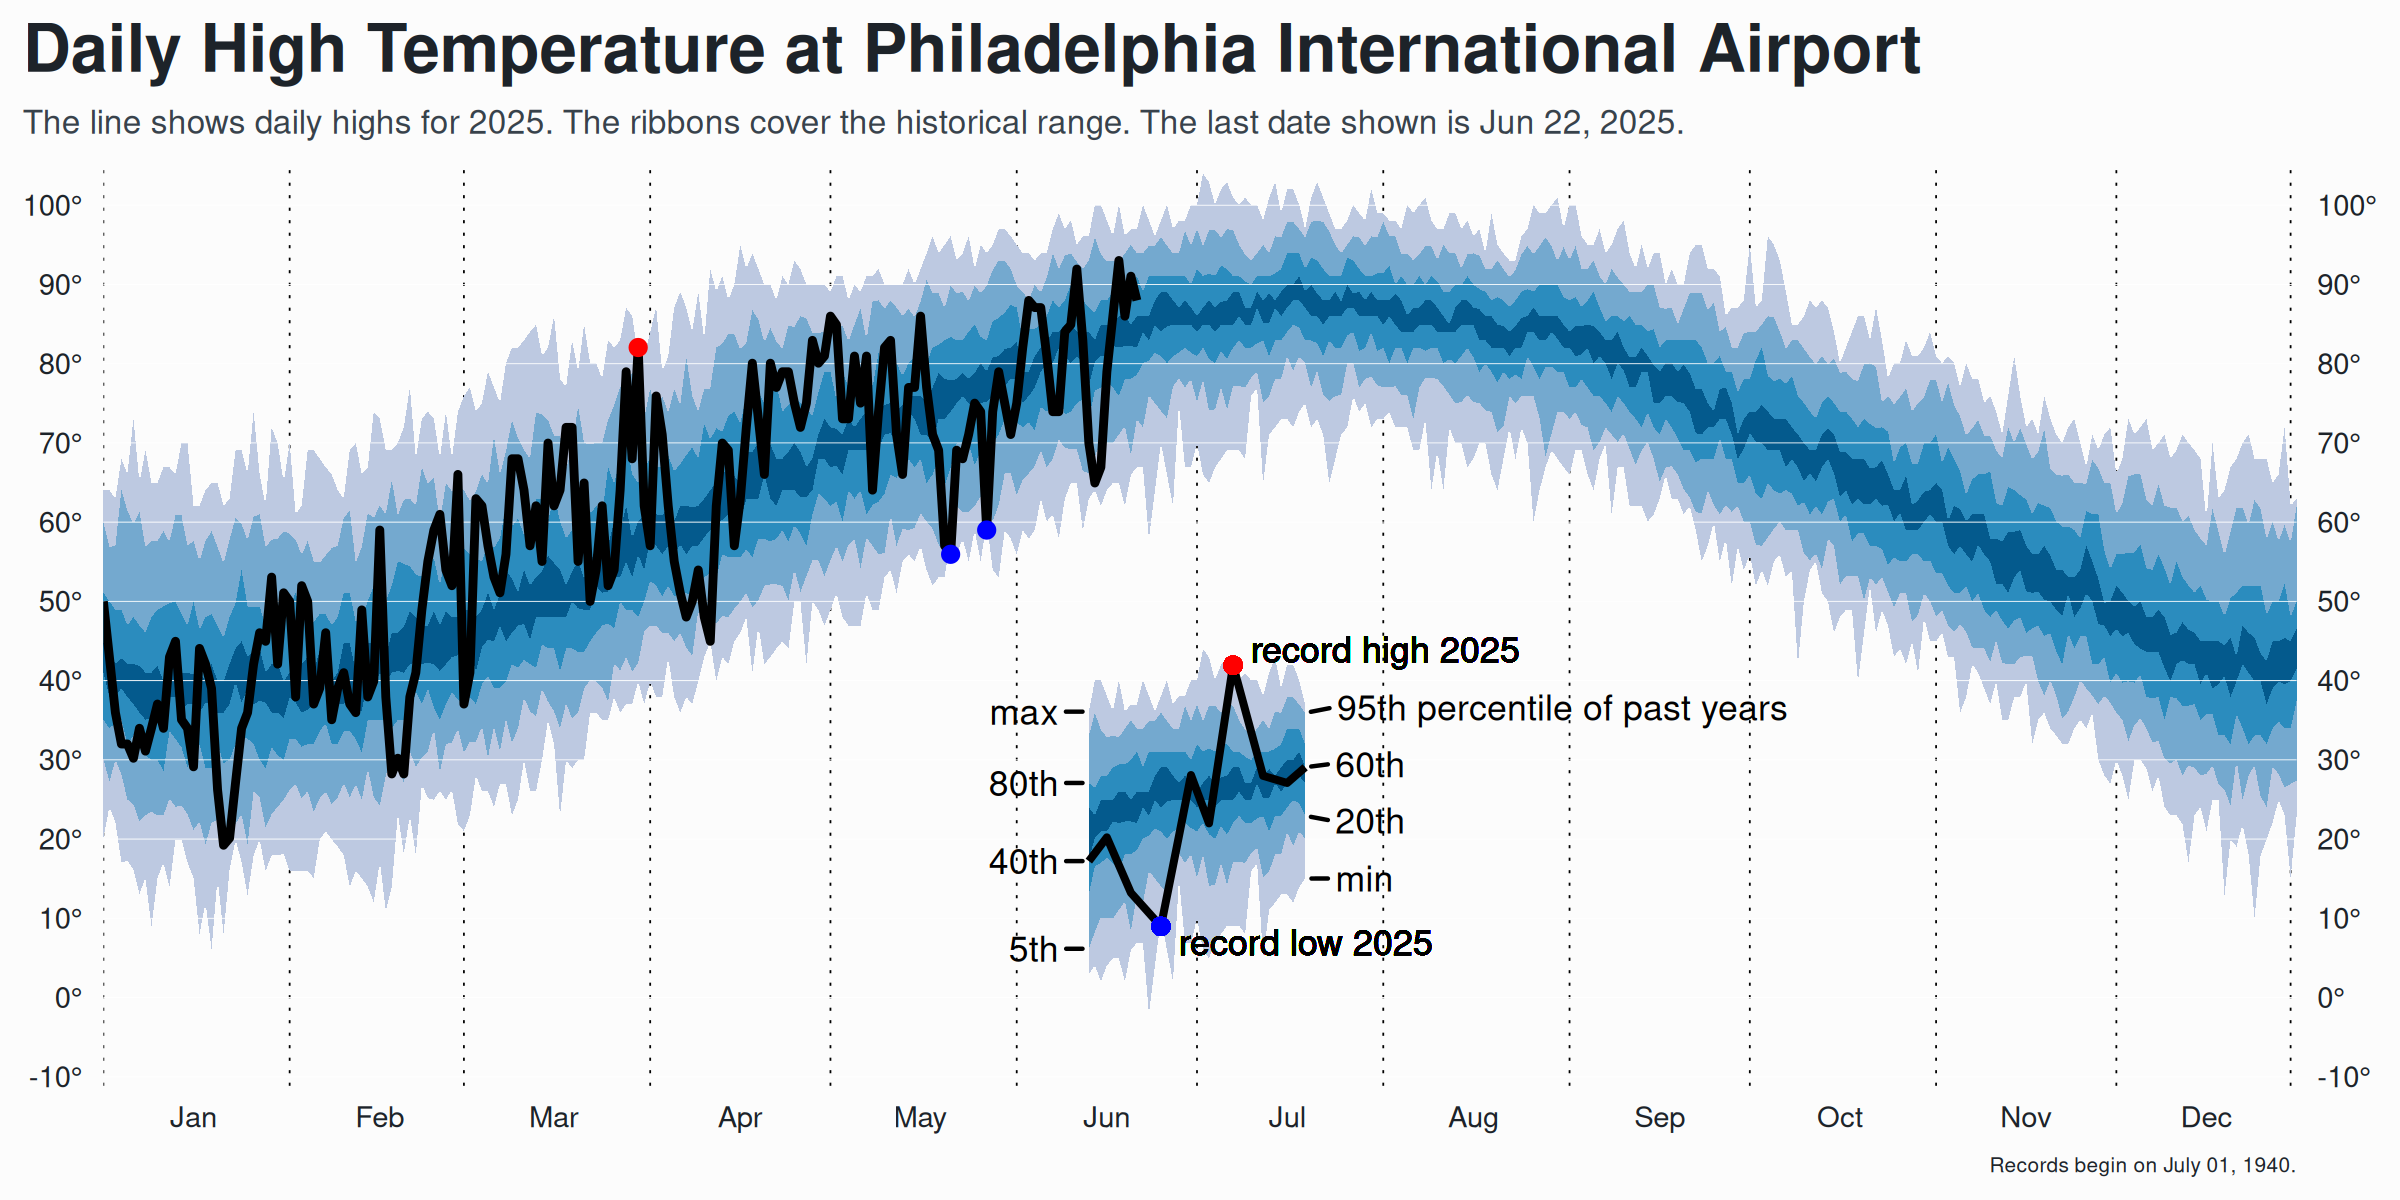 Daily High Temperature at Philadelphia International Airport
The line shows daily highs for 2025. The ribbons cover the historical range. The last date shown is Jun 22, 2025.
100° 100°
90° 90°
80° 80°
70° 70°
60° 60°
50° 50°
record high 2025
40° 40°
max 95th percentile of past years
30° 60th 30°
80th
20° 20th 20°
40th
min
10° 10°
5th record low 2025
0° 0°
-10° -10°
Jan Feb Mar Apr May Jun Jul Aug Sep Oct Nov Dec
Records begin on July 01, 1940.